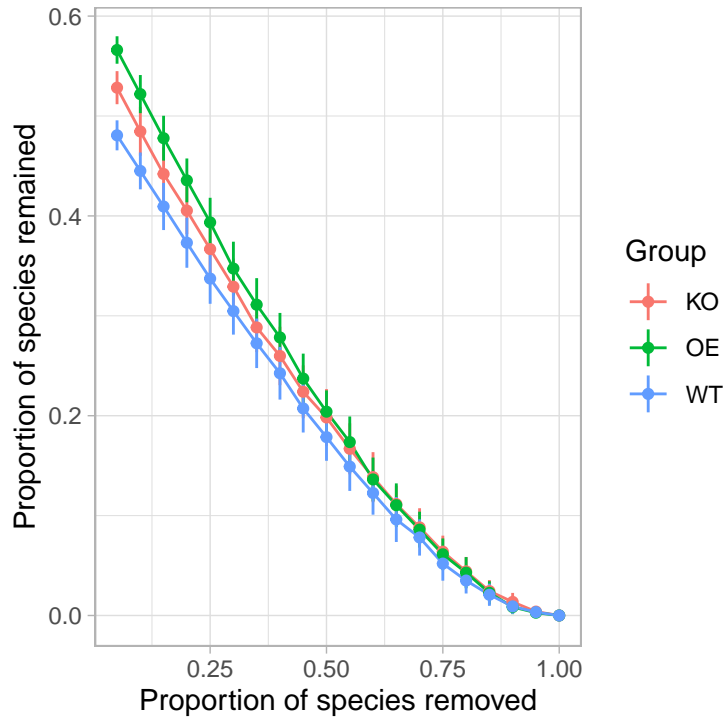 Proportion of species remained
0.6
0.4
0.2
0.0
0.25
0.50
0.75
1.00
Proportion of species removed
Group
KO
OE
WT